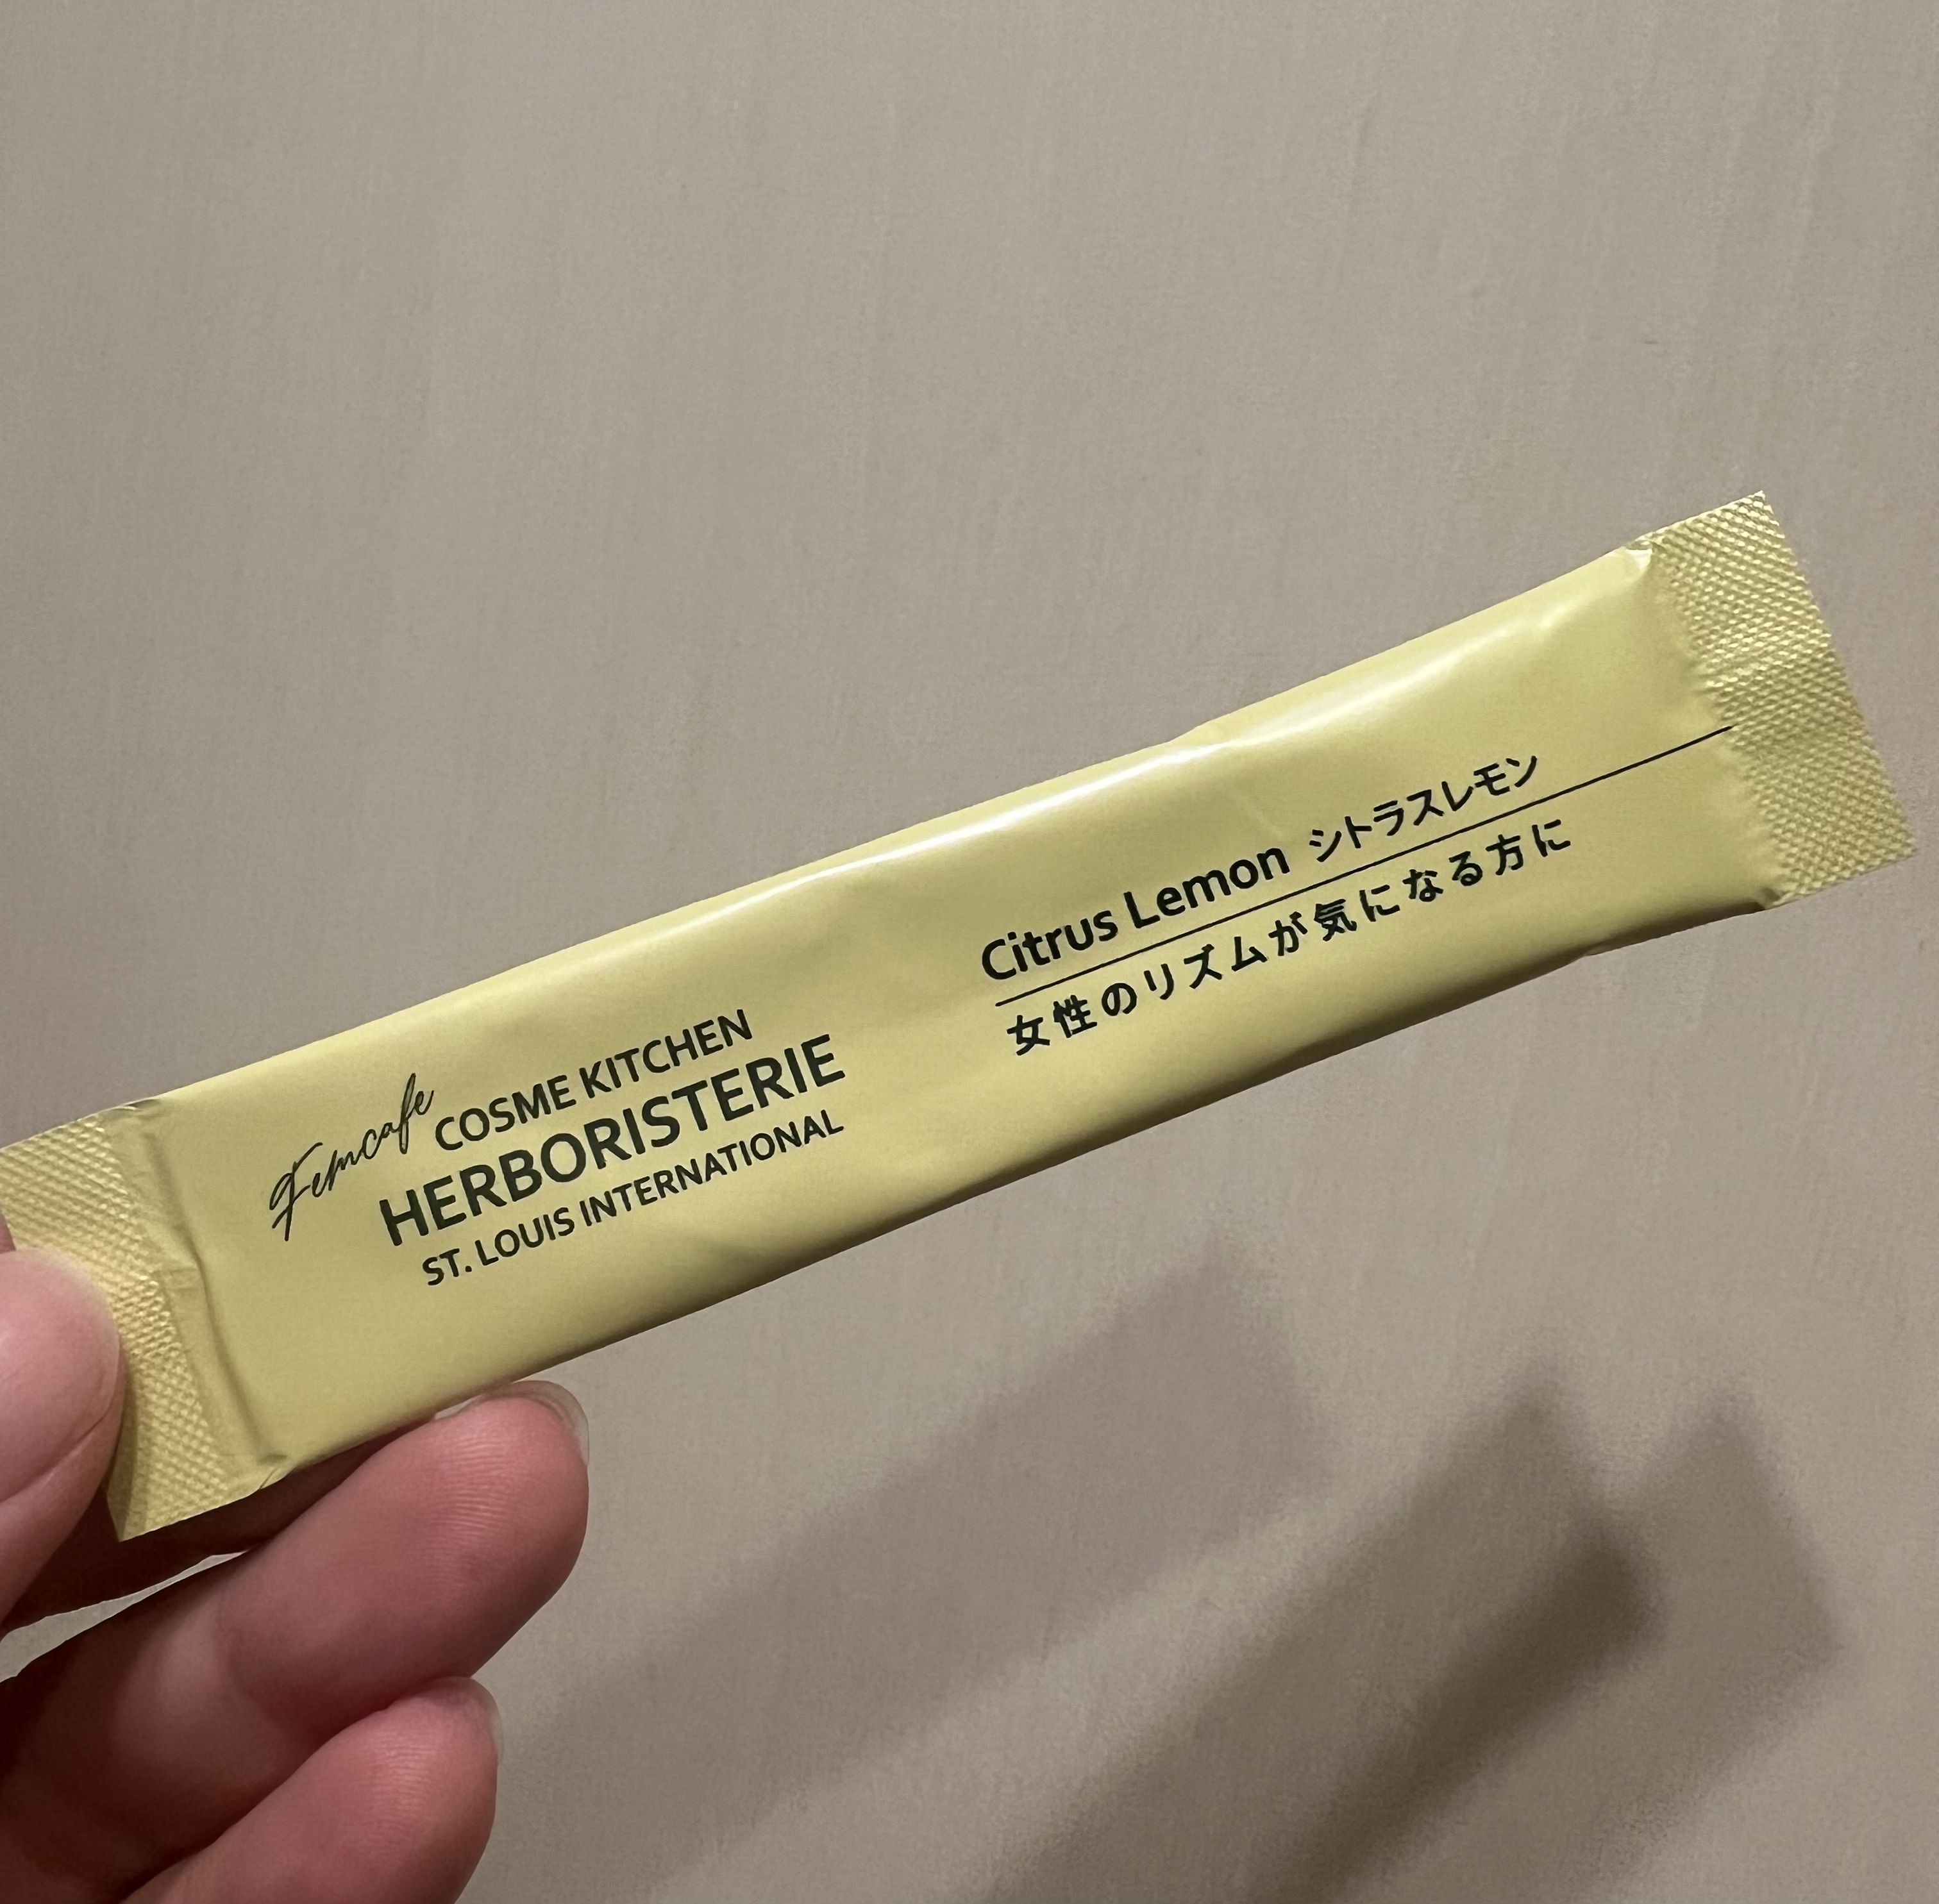 Femcafe
COSME KITCHEN
HERBORISTERIE
ST. LOUIS INTERNATIONAL
Citrus Lemon シトラスレモン
女性のリズムが気になる方に